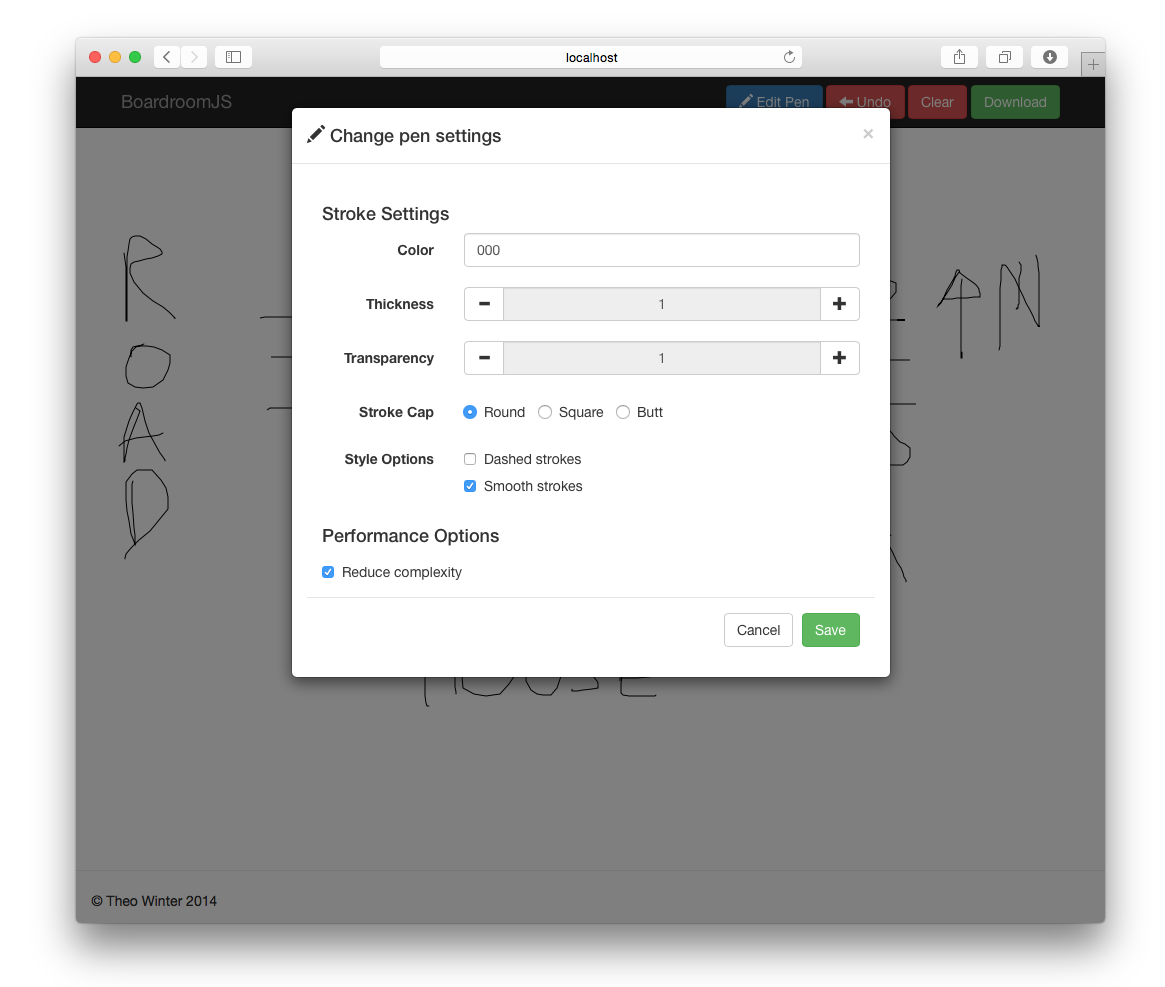 localhost
BoardroomJS
Edit Pen Undo Clear Download
Change pen settings ×
Stroke Settings
Color 000
Thickness 1
Transparency 1
Stroke Cap Round Square Butt
Style Options Dashed strokes
Smooth strokes
Performance Options
Reduce complexity
Cancel Save
R
O
A
D
© Theo Winter 2014